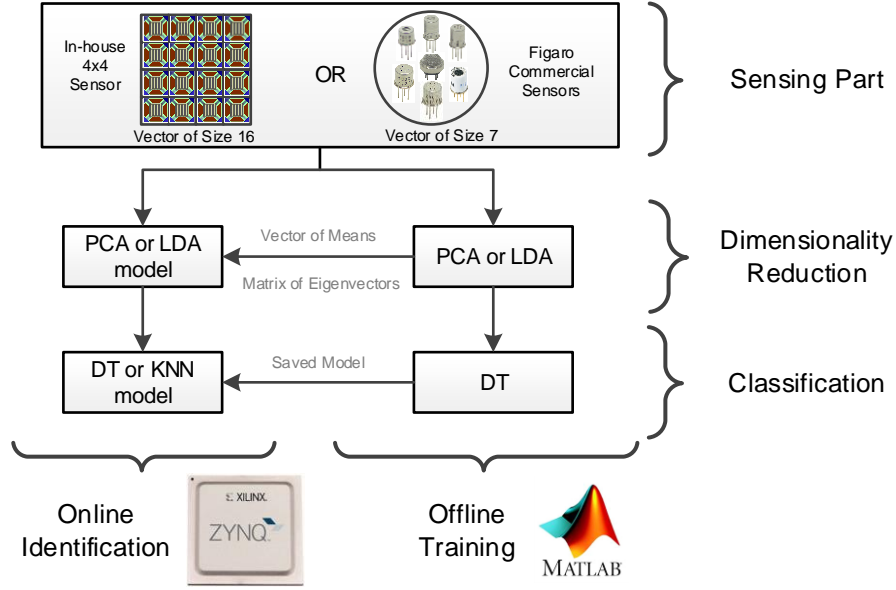 In-house
4x4
Sensor
OR
Figaro
Commercial
Sensors
Vector of Size 16
Vector of Size 7
Sensing Part
PCA or LDA
model
Vector of Means
Matrix of Eigenvectors
PCA or LDA
Dimensionality
Reduction
DT or KNN
model
Saved Model
DT
Classification
Online
Identification
XILINX
ZYNQ
Offline
Training
MATLAB